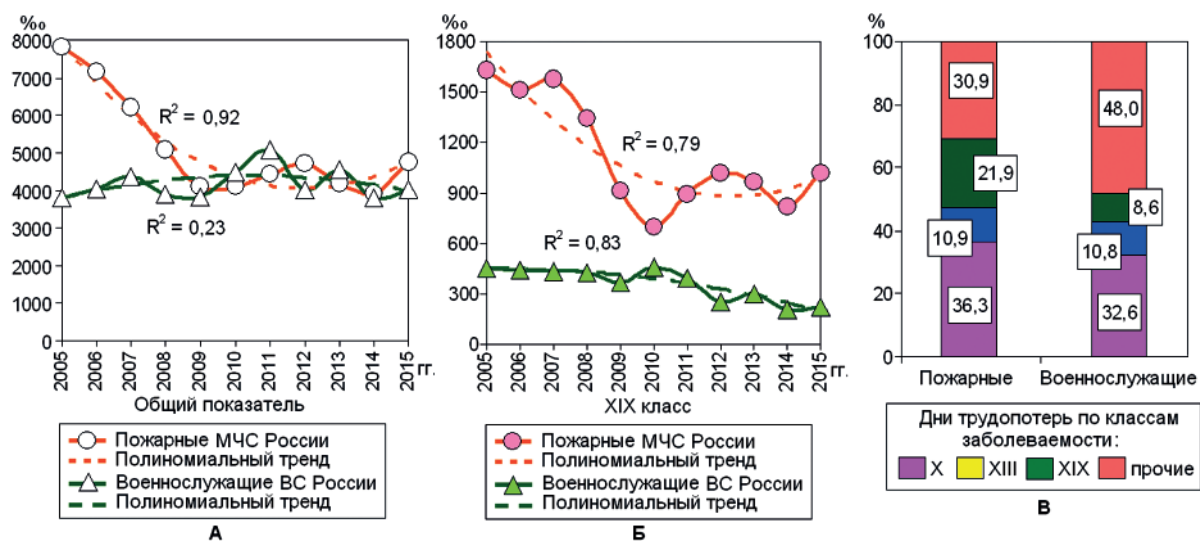 ‰
8000
7000
6000
5000
4000
3000
2000
1000
0
R² = 0,92
R² = 0,23
2005 2006 2007 2008 2009 2010 2011 2012 2013 2014 2015 гг.
Общий показатель
Пожарные МЧС России
Полиномиальный тренд
Военнослужащие ВС России
Полиномиальный тренд
А
‰
1800
1500
1200
900
600
300
0
R² = 0,79
R² = 0,83
2005 2006 2007 2008 2009 2010 2011 2012 2013 2014 2015 гг.
XIX класс
Пожарные МЧС России
Полиномиальный тренд
Военнослужащие ВС России
Полиномиальный тренд
Б
%
100
80
60
40
20
0
30,9
21,9
10,9
36,3
48,0
8,6
10,8
32,6
Пожарные Военнослужащие
Дни трудопотерь по классам
заболеваемости:
X XIII XIX прочие
В